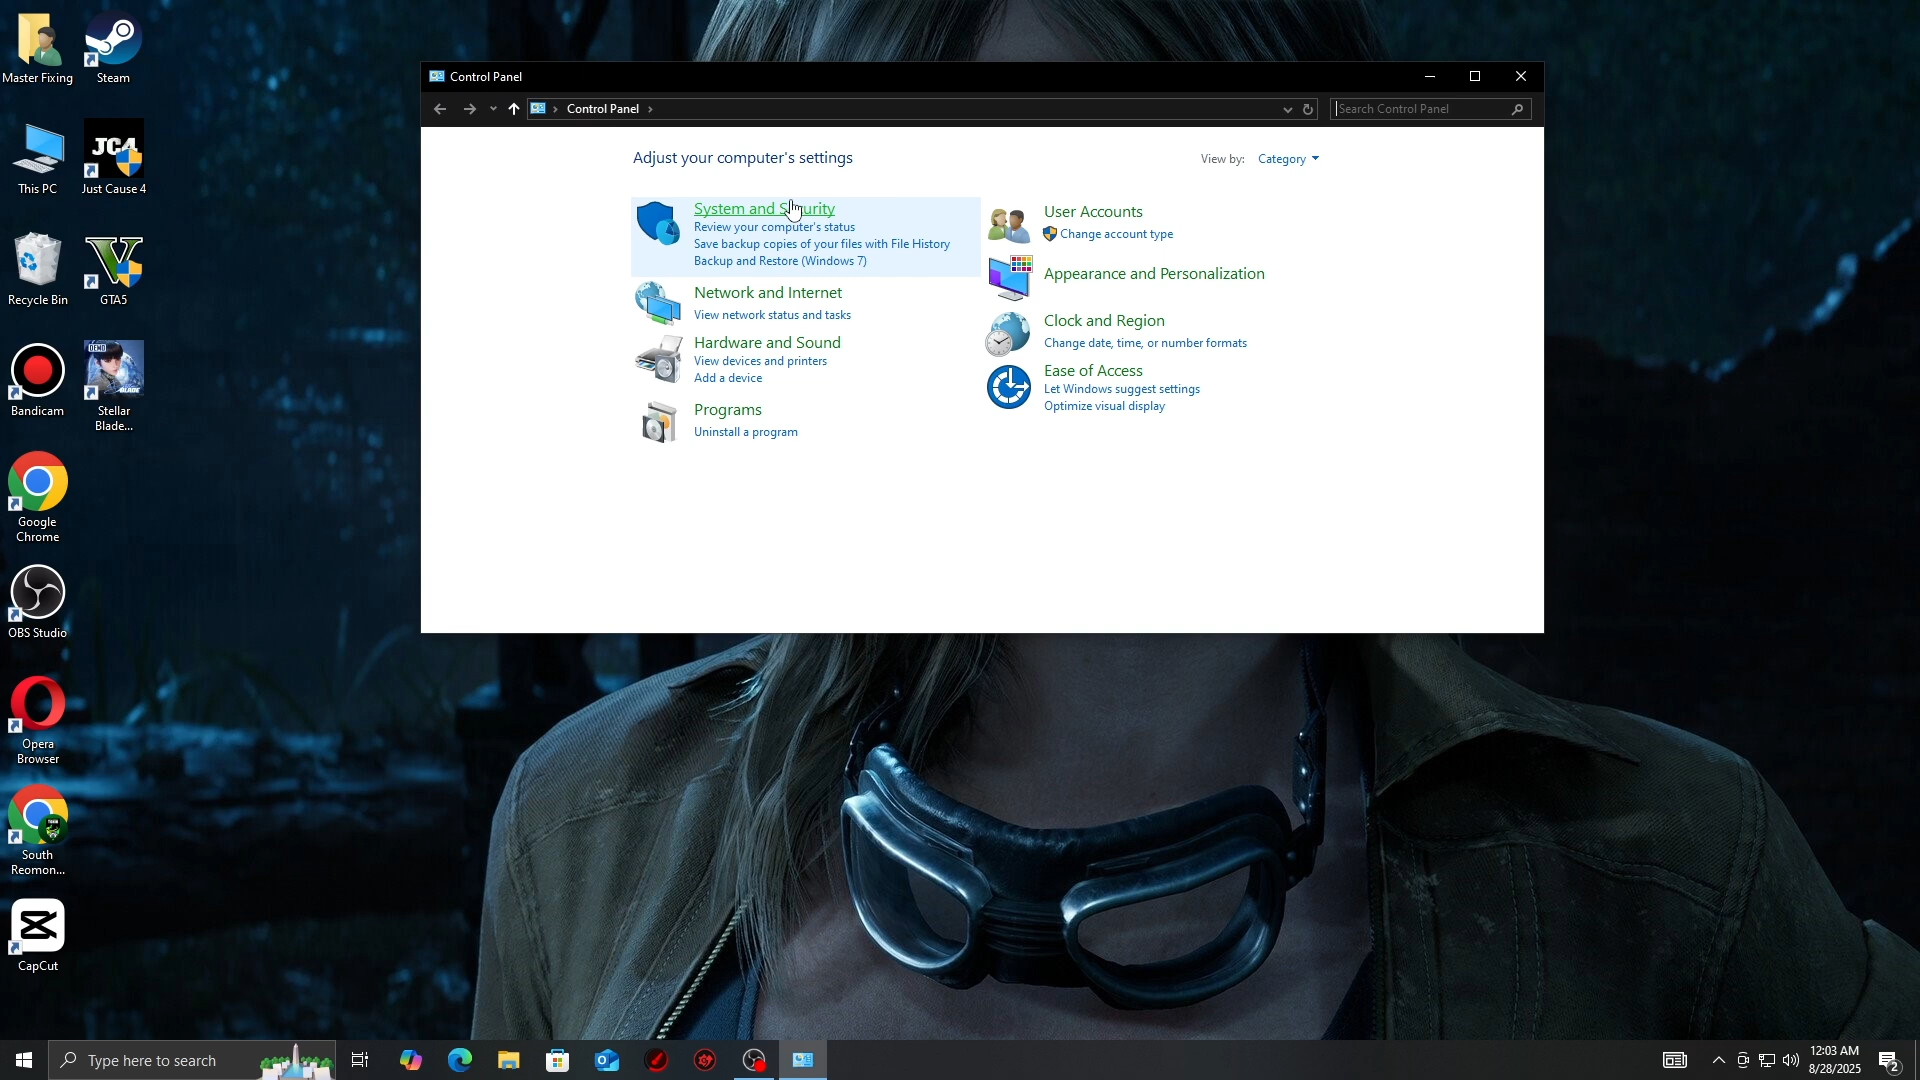 Master Fixing
Steam
This PC
JC4
Just Cause 4
Recycle Bin
GTA5
Bandicam
DEMO
BLADE
Stellar
Blade...
Google
Chrome
OBS Studio
Opera
Browser
South
Reomon...
CapCut
Control Panel
Control Panel
Search Control Panel
Adjust your computer's settings
View by: Category
System and Security
Review your computer's status
Save backup copies of your files with File History
Backup and Restore (Windows 7)
Network and Internet
View network status and tasks
Hardware and Sound
View devices and printers
Add a device
Programs
Uninstall a program
User Accounts
Change account type
Appearance and Personalization
Clock and Region
Change date, time, or number formats
Ease of Access
Let Windows suggest settings
Optimize visual display
Type here to search
12:03 AM
8/28/2025
2